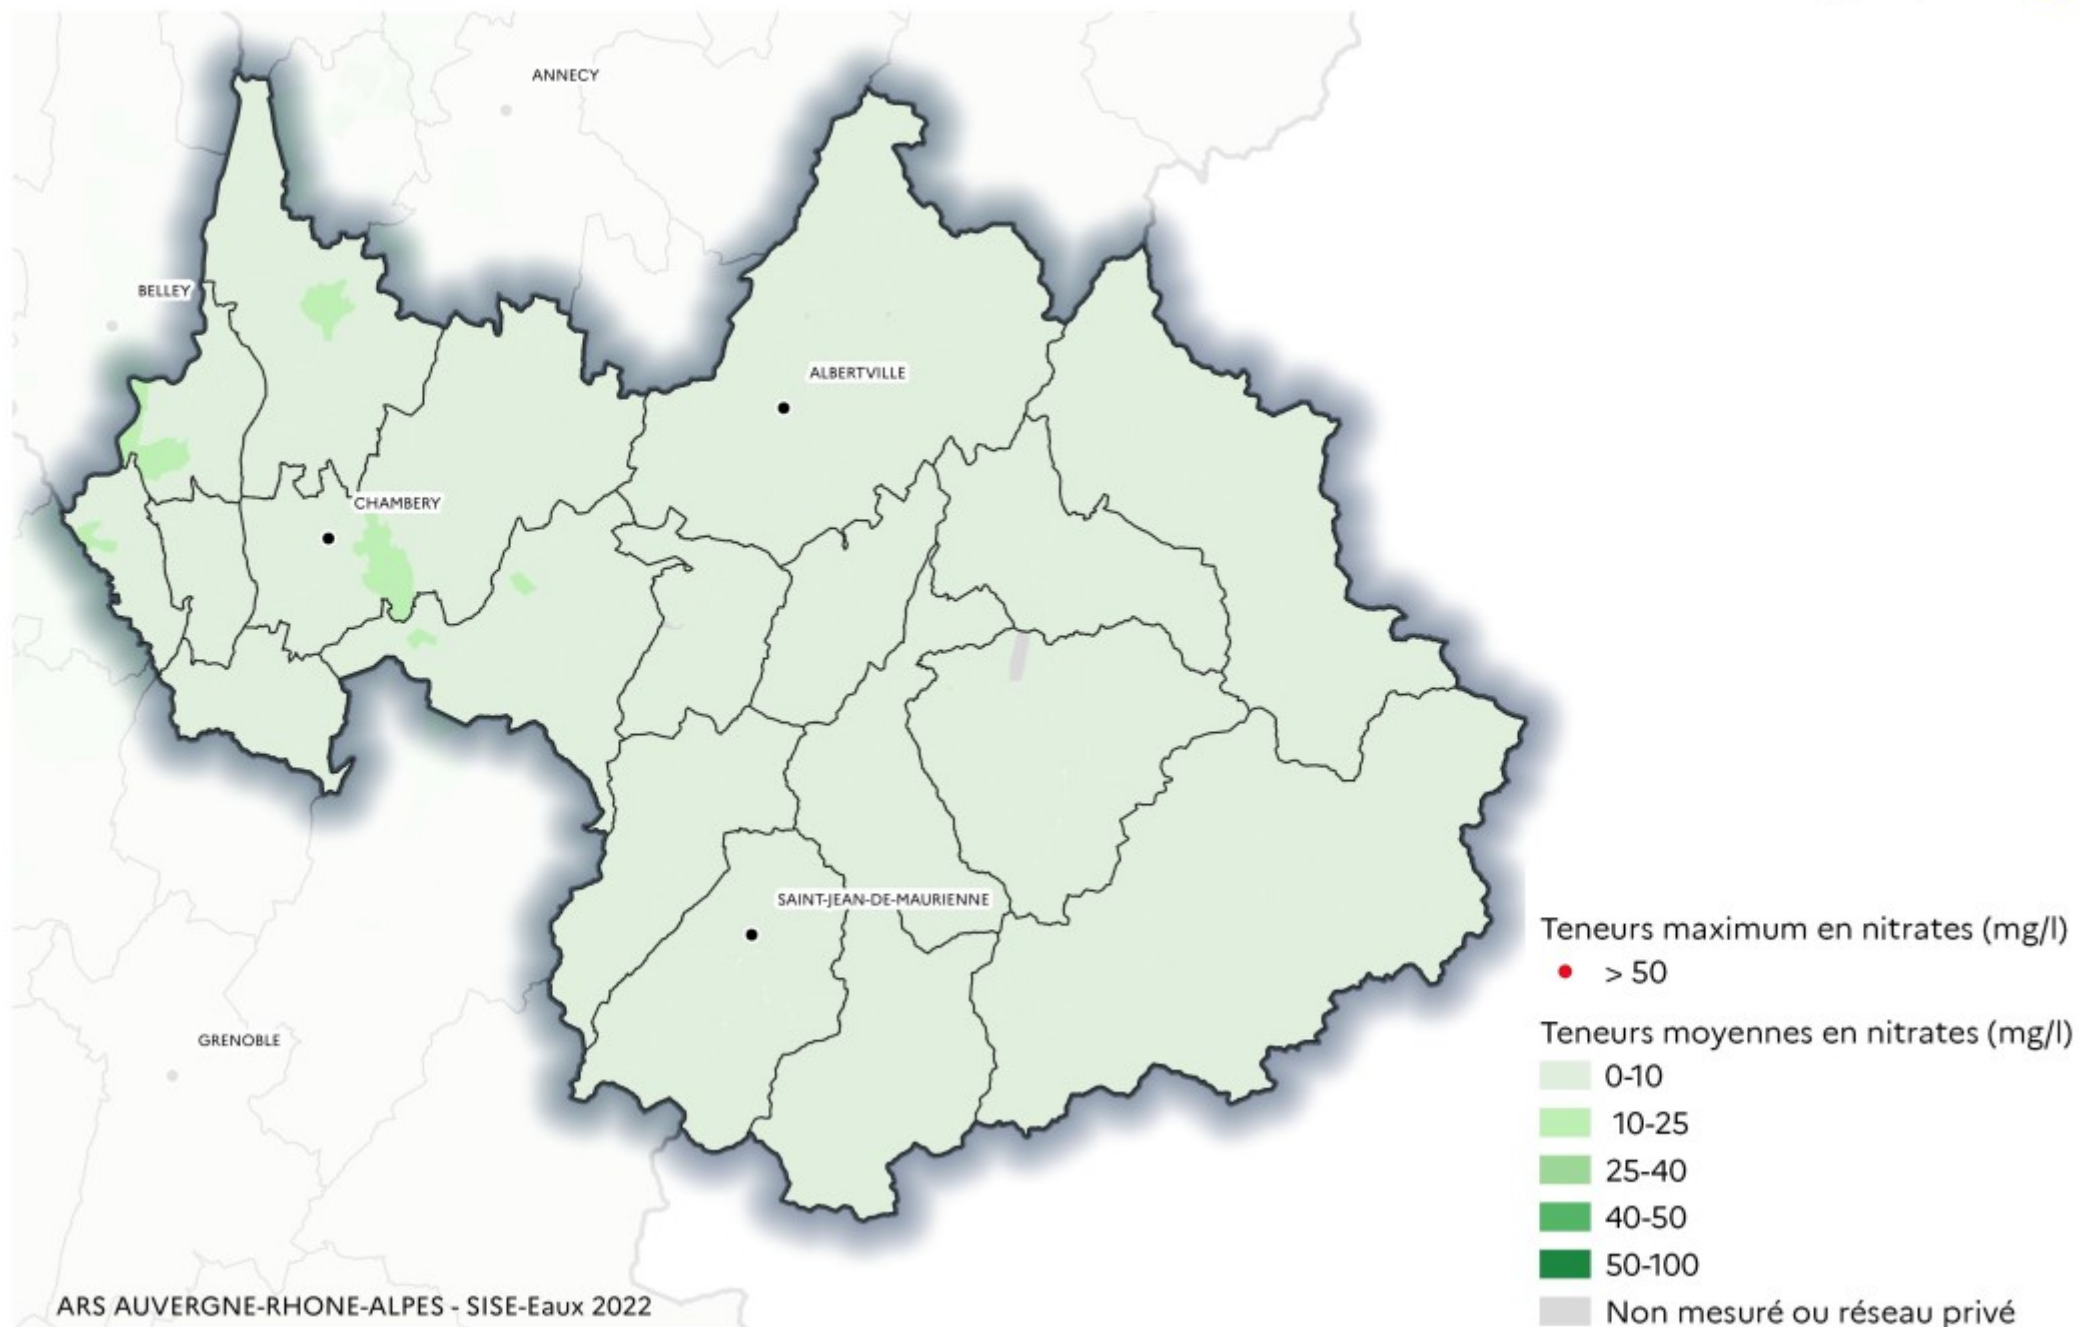 ANNECY
BELLEY
ALBERTVILLE
CHAMBERY
SAINT-JEAN-DE-MAURIENNE
GRENOBLE
Teneurs maximum en nitrates (mg/l)
> 50
Teneurs moyennes en nitrates (mg/l)
0-10
10-25
25-40
40-50
50-100
Non mesuré ou réseau privé
ARS AUVERGNE-RHONE-ALPES - SISE-Eaux 2022